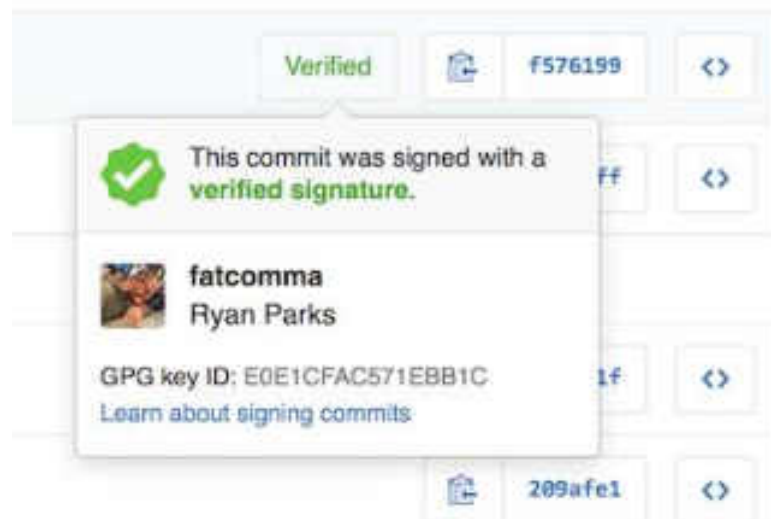 Verified
f576199
<>
This commit was signed with a
verified signature.
ff
<>
fatcomma
Ryan Parks
GPG key ID: E0E1CFAC571EBB1C
1f
<>
Learn about signing commits
209afe1
<>